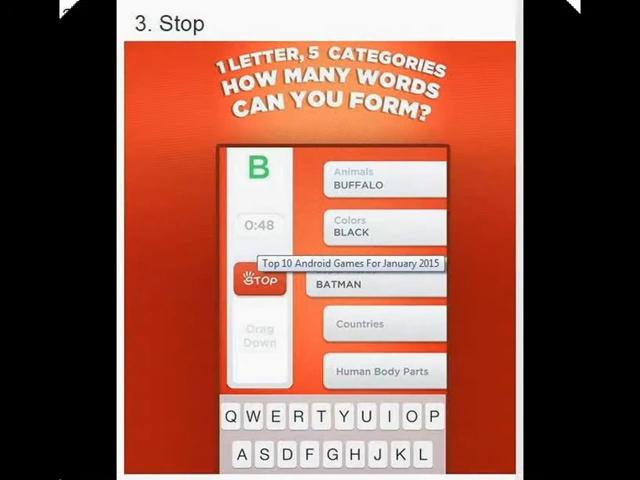 3. Stop
1 LETTER, 5 CATEGORIES
HOW MANY WORDS
CAN YOU FORM?
B
0:48
STOP
Drag
Down
Animals
BUFFALO
Colors
BLACK
Top 10 Android Games For January 2015
BATMAN
Countries
Human Body Parts
Q W E R T Y U I O P
A S D F G H J K L